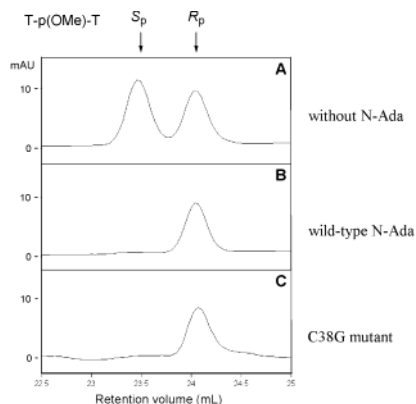 T-p(OMe)-T Sp Rp
mAU
A
10
0
without N-Ada
B
10
0
wild-type N-Ada
C
10
0
C38G mutant
22.5 23 23.5 24 24.5 25
Retention volume (mL)